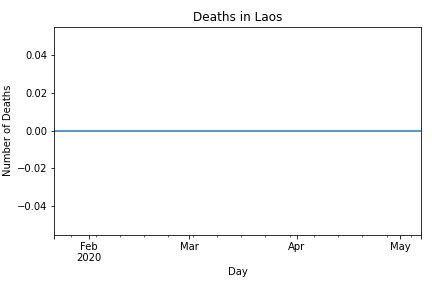 Deaths in Laos
0.04
0.02
0.00
−0.02
−0.04
Number of Deaths
Feb
2020
Mar
Apr
May
Day